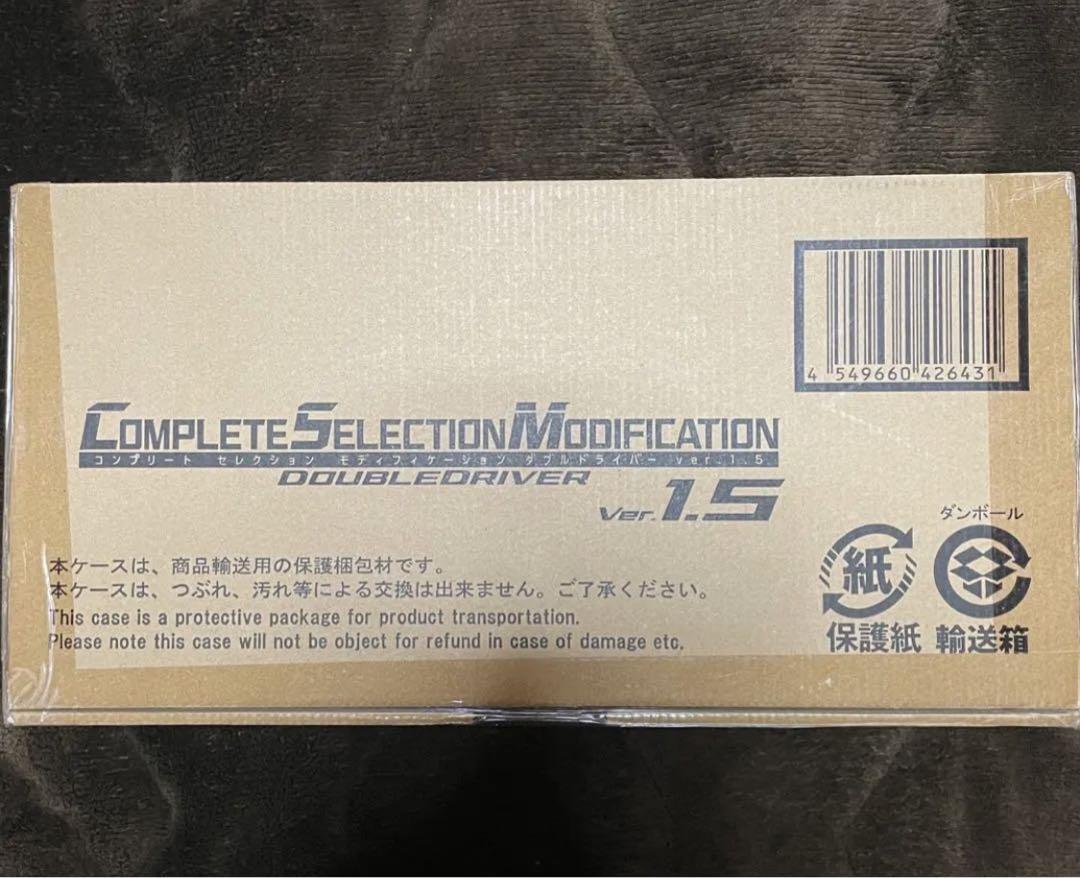 4 549660 426431
COMPLETE SELECTION MODIFICATION
コンプリート セレクション モディフィケーション ダブルドライバー ver.1.5
DOUBLEDRIVER
Ver. 1.5
ダンボール
紙
保護紙 輸送箱
本ケースは、商品輸送用の保護梱包材です。
本ケースは、つぶれ、汚れ等による交換は出来ません。ご了承ください。
This case is a protective package for product transportation.
Please note this case will not be object for refund in case of damage etc.